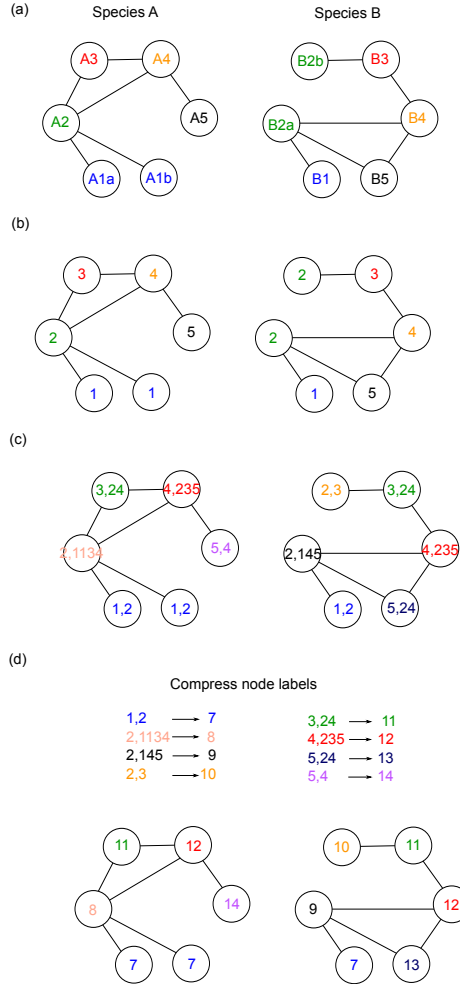 (a)
Species A
Species B
A3
A4
A2
A5
A1a
A1b
B2b
B3
B2a
B4
B1
B5
(b)
3
4
2
5
1
1
2
3
2
4
1
5
(c)
3,24
4,235
2,1134
5,4
1,2
1,2
2,3
3,24
2,145
4,235
1,2
5,24
(d)
Compress node labels
1,2 → 7
2,1134 → 8
2,145 → 9
2,3 → 10
3,24 → 11
4,235 → 12
5,24 → 13
5,4 → 14
11
12
8
14
7
7
10
11
9
12
7
13